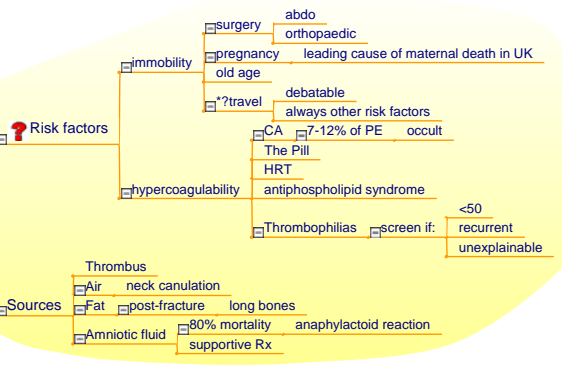 abdo
surgery
orthopaedic
immobility
pregnancy leading cause of maternal death in UK
old age
debatable
*?travel
always other risk factors
Risk factors
CA 7-12% of PE occult
The Pill
HRT
hypercoagulability antiphospholipid syndrome
<50
Thrombophilias screen if: recurrent
unexplainable
Thrombus
Air neck canulation
Sources Fat post-fracture long bones
80% mortality anaphylactoid reaction
Amniotic fluid
supportive Rx